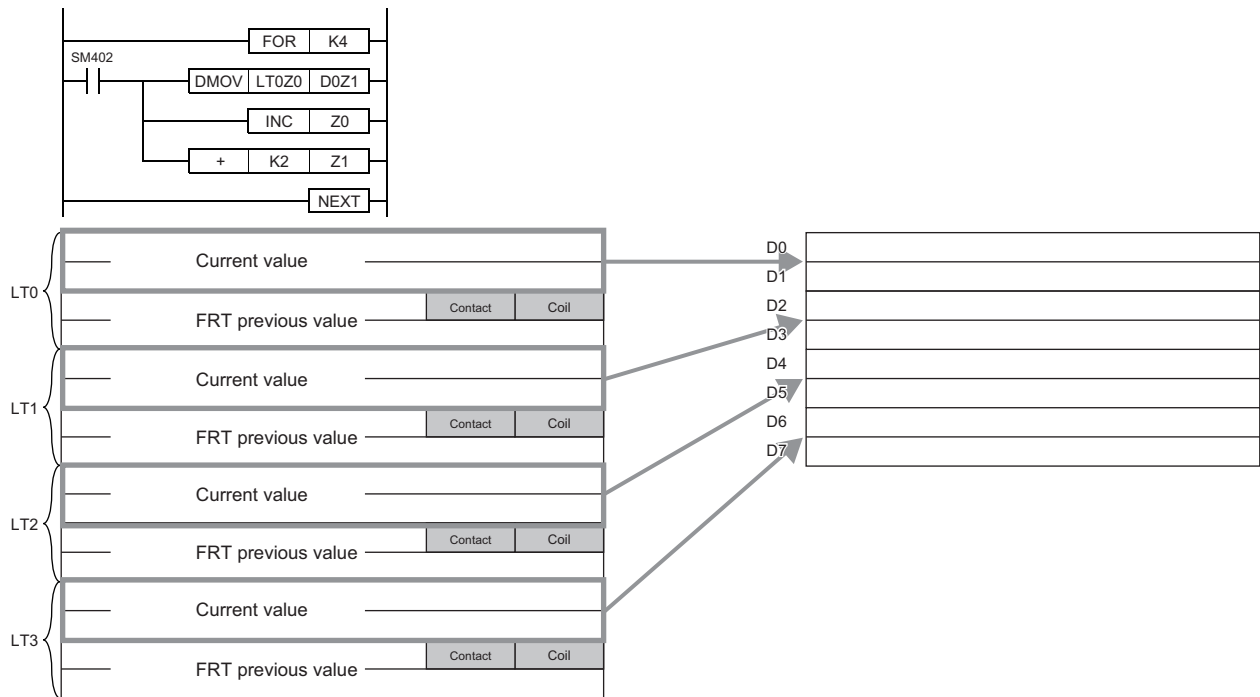 FOR K4
SM402
DMOV LT0Z0 D0Z1
INC Z0
+ K2 Z1
NEXT
LT0
Current value
Contact Coil
FRT previous value
LT1
Current value
Contact Coil
FRT previous value
LT2
Current value
Contact Coil
FRT previous value
LT3
Current value
Contact Coil
FRT previous value
D0
D1
D2
D3
D4
D5
D6
D7